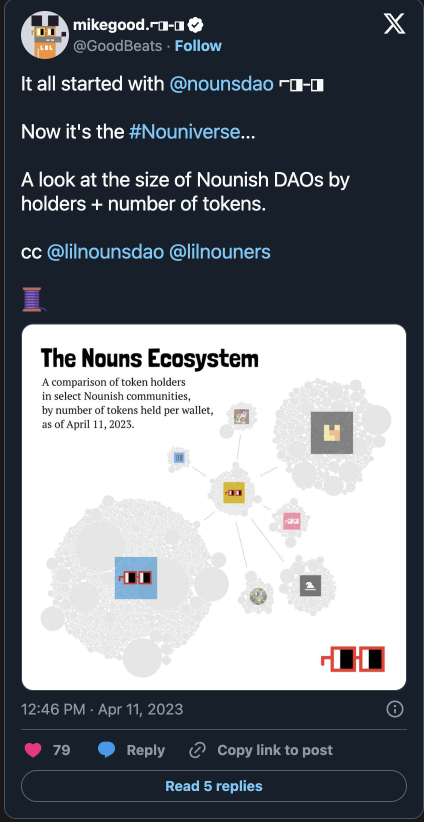 mikegood.⌐◨-◨
@GoodBeats · Follow
It all started with @nounsdao ⌐◨-◨
Now it's the #Nouniverse...
A look at the size of Nounish DAOs by
holders + number of tokens.
cc @lilnounsdao @lilnouners
The Nouns Ecosystem
A comparison of token holders
in select Nounish communities,
by number of tokens held per wallet,
as of April 11, 2023.
12:46 PM · Apr 11, 2023
79 Reply Copy link to post
Read 5 replies